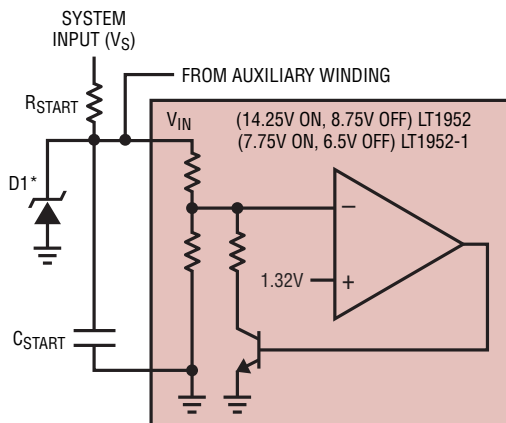 SYSTEM
INPUT (VS)
FROM AUXILIARY WINDING
RSTART
VIN
(14.25V ON, 8.75V OFF) LT1952
(7.75V ON, 6.5V OFF) LT1952-1
D1*
−
1.32V
+
CSTART